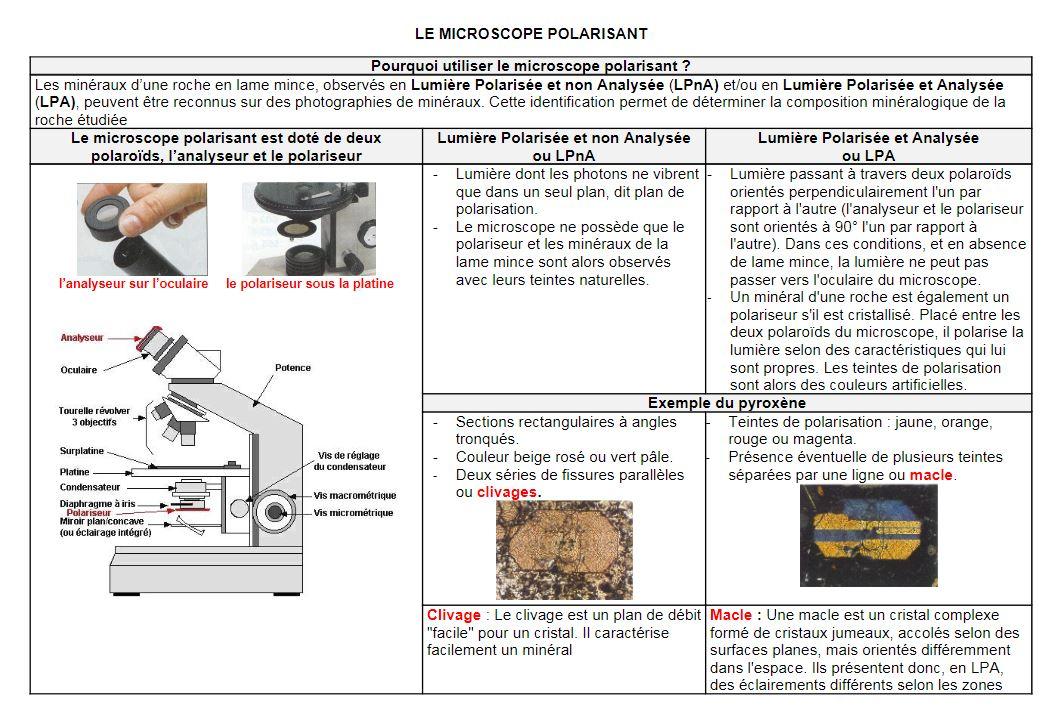 LE MICROSCOPE POLARISANT
Pourquoi utiliser le microscope polarisant ?
Les minéraux d’une roche en lame mince, observés en Lumière Polarisée et non Analysée (LPnA) et/ou en Lumière Polarisée et Analysée
(LPA), peuvent être reconnus sur des photographies de minéraux. Cette identification permet de déterminer la composition minéralogique de la
roche étudiée
Le microscope polarisant est doté de deux
polaroïds, l’analyseur et le polariseur
l’analyseur sur l’oculaire
le polariseur sous la platine
Analyseur
Oculaire
Potence
Tourelle révolver
3 objectifs
Surplatine
Platine
Condensateur
Diaphragme à iris
Polariseur
Miroir plan/concave
(ou éclairage intégré)
Vis de réglage
du condensateur
Vis macrométrique
Vis micrométrique
Lumière Polarisée et non Analysée
ou LPnA
- Lumière dont les photons ne vibrent
que dans un seul plan, dit plan de
polarisation.
- Le microscope ne possède que le
polariseur et les minéraux de la
lame mince sont alors observés
avec leurs teintes naturelles.
Lumière Polarisée et Analysée
ou LPA
- Lumière passant à travers deux polaroïds
orientés perpendiculairement l'un par
rapport à l'autre (l'analyseur et le polariseur
sont orientés à 90° l'un par rapport à
l'autre). Dans ces conditions, et en absence
de lame mince, la lumière ne peut pas
passer vers l'oculaire du microscope.
- Un minéral d'une roche est également un
polariseur s'il est cristallisé. Placé entre les
deux polaroïds du microscope, il polarise la
lumière selon des caractéristiques qui lui
sont propres. Les teintes de polarisation
sont alors des couleurs artificielles.
Exemple du pyroxène
- Sections rectangulaires à angles
tronqués.
- Couleur beige rosé ou vert pâle.
- Deux séries de fissures parallèles
ou clivages.
- Teintes de polarisation : jaune, orange,
rouge ou magenta.
- Présence éventuelle de plusieurs teintes
séparées par une ligne ou macle.
Clivage : Le clivage est un plan de débit
"facile" pour un cristal. Il caractérise
facilement un minéral
Macle : Une macle est un cristal complexe
formé de cristaux jumeaux, accolés selon des
surfaces planes, mais orientés différemment
dans l'espace. Ils présentent donc, en LPA,
des éclairements différents selon les zones